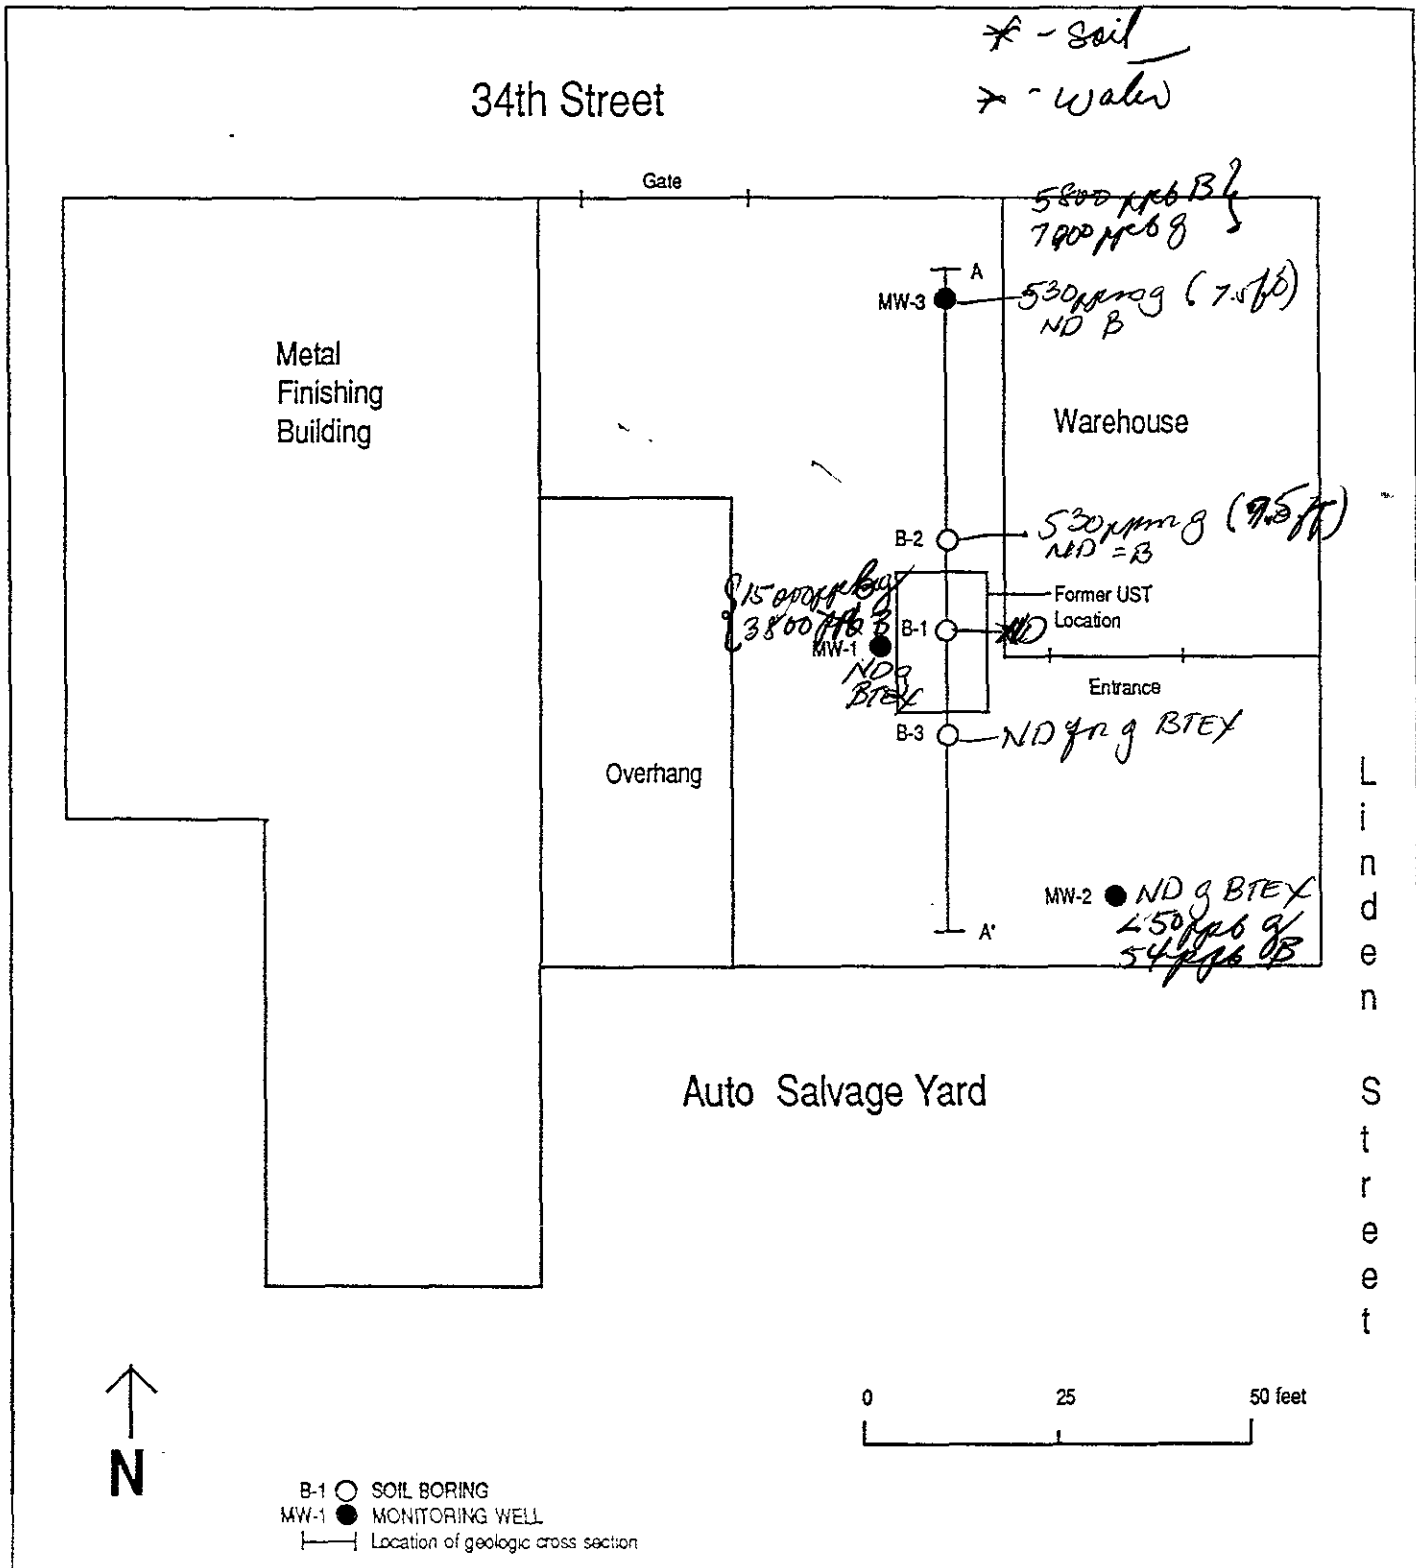 * - Soil
* - water
34th Street
Gate
5800 ppb B
7900 ppb g
A
MW-3
530 ppm g (7.5 ft)
ND B
Metal
Finishing
Building
Warehouse
B-2
530 ppm g (9.5 ft)
ND = B
15000 ppb g
3800 ppb B
Former UST
Location
B-1
ND
MW-1
ND g
BTEX
Entrance
B-3
ND for g BTEX
Overhang
MW-2
ND g BTEX
<50 ppb g
54 ppb B
A'
Linden Street
Auto Salvage Yard
0 25 50 feet
N
B-1 SOIL BORING
MW-1 MONITORING WELL
Location of geologic cross section